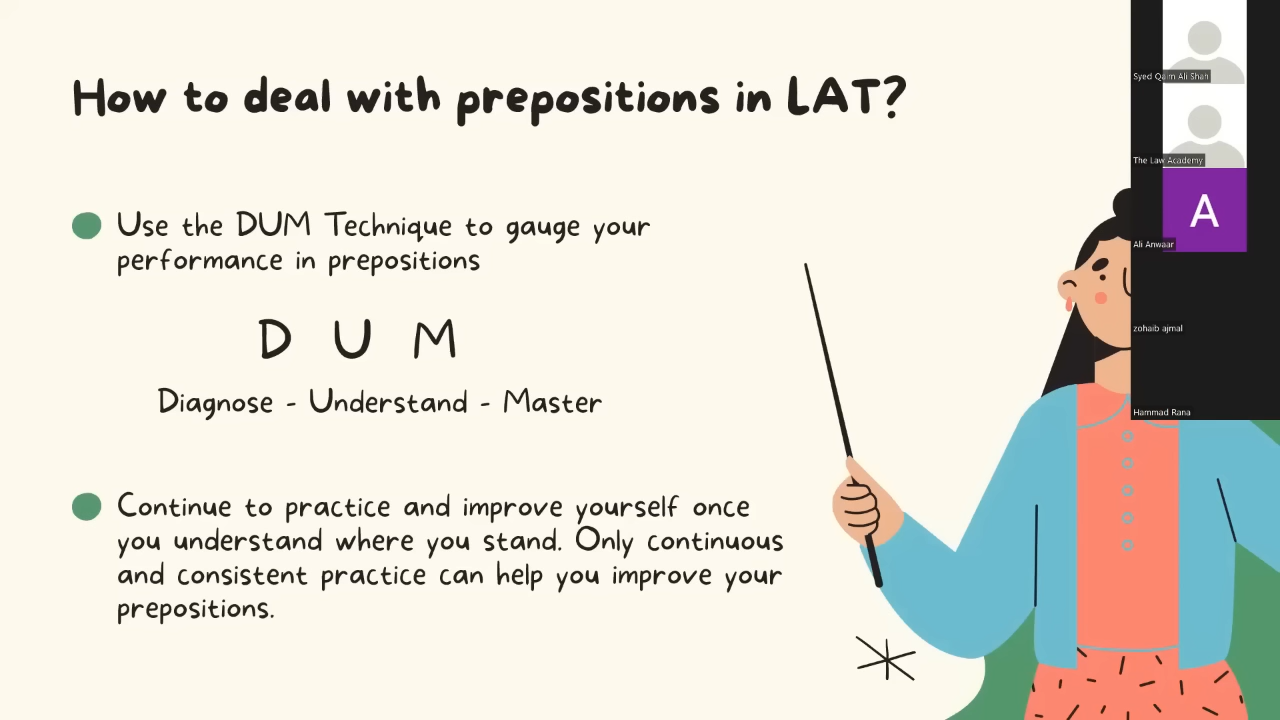 How to deal with prepositions in LAT?
Use the DUM Technique to gauge your
performance in prepositions
D U M
Diagnose - Understand - Master
Continue to practice and improve yourself once
you understand where you stand. Only continuous
and consistent practice can help you improve your
prepositions.
Syed Qaim Ali Shah
The Law Academy
A
Ali Anwaar
zohaib ajmal
Hammad Rana